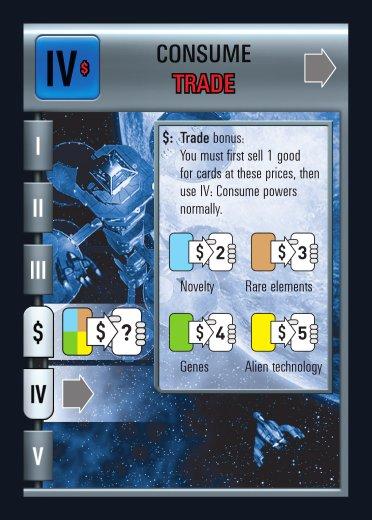 IV$
CONSUME
TRADE
I
II
III
$
IV
V
$: Trade bonus:
You must first sell 1 good
for cards at these prices, then
use IV: Consume powers
normally.
$ 2
$ 3
Novelty
Rare elements
$ 4
$ 5
Genes
Alien technology
$ ?